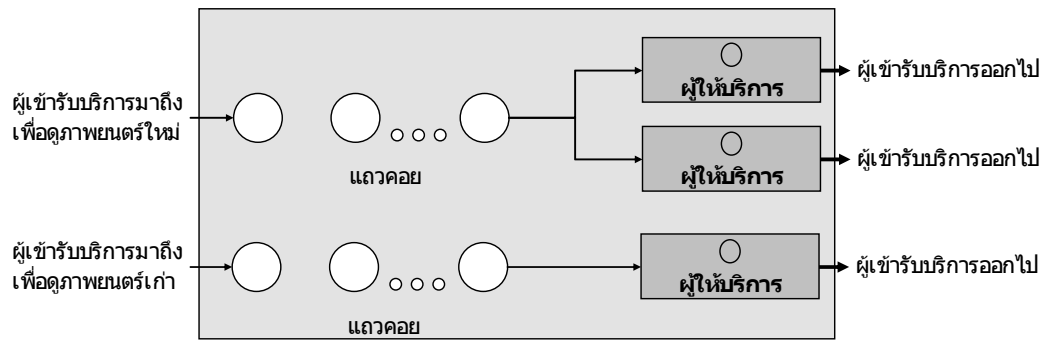 ผู้ให้บริการ
ผู้เข้ารับบริการออกไป
ผู้เข้ารับบริการมาถึง
เพื่อดูภาพยนตร์ใหม่
แถวคอย
ผู้ให้บริการ
ผู้เข้ารับบริการออกไป
ผู้เข้ารับบริการมาถึง
เพื่อดูภาพยนตร์เก่า
ผู้ให้บริการ
ผู้เข้ารับบริการออกไป
แถวคอย